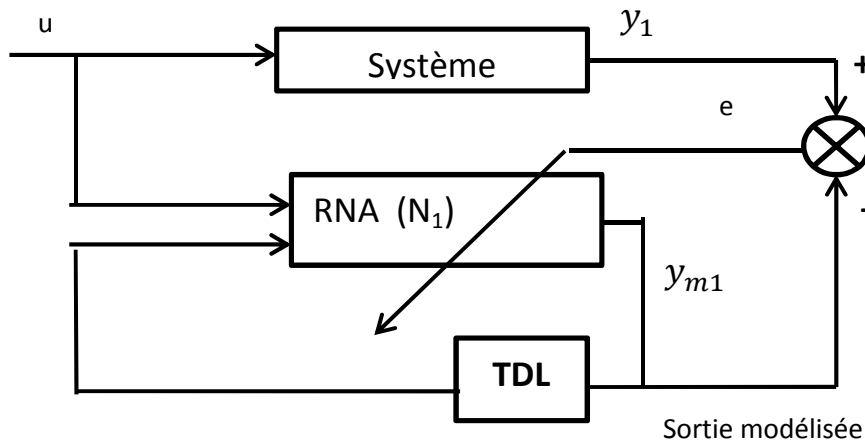 u
y₁
Système
+
e
RNA (N₁)
-
yₘ₁
TDL
Sortie modélisée